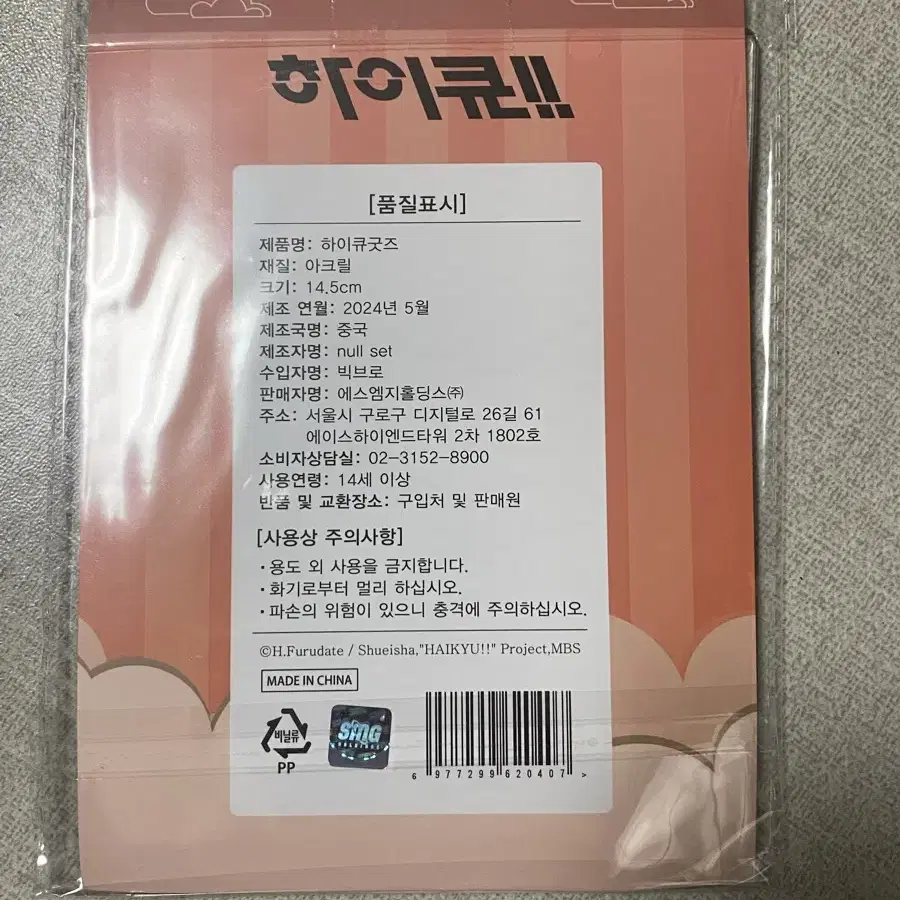 하이큐!!
[품질표시]
제품명: 하이큐굿즈
재질: 아크릴
크기: 14.5cm
제조 연월: 2024년 5월
제조국명: 중국
제조자명: null set
수입자명: 빅브로
판매자명: 에스엠지홀딩스㈜
주소: 서울시 구로구 디지털로 26길 61
에이스하이엔드타워 2차 1802호
소비자상담실: 02-3152-8900
사용연령: 14세 이상
반품 및 교환장소: 구입처 및 판매원
[사용상 주의사항]
· 용도 외 사용을 금지합니다.
· 화기로부터 멀리 하십시오.
· 파손의 위험이 있으니 충격에 주의하십시오.
©H.Furudate / Shueisha,"HAIKYU!!" Project,MBS
MADE IN CHINA
비닐류
PP
SMG
6 977299 620407 >